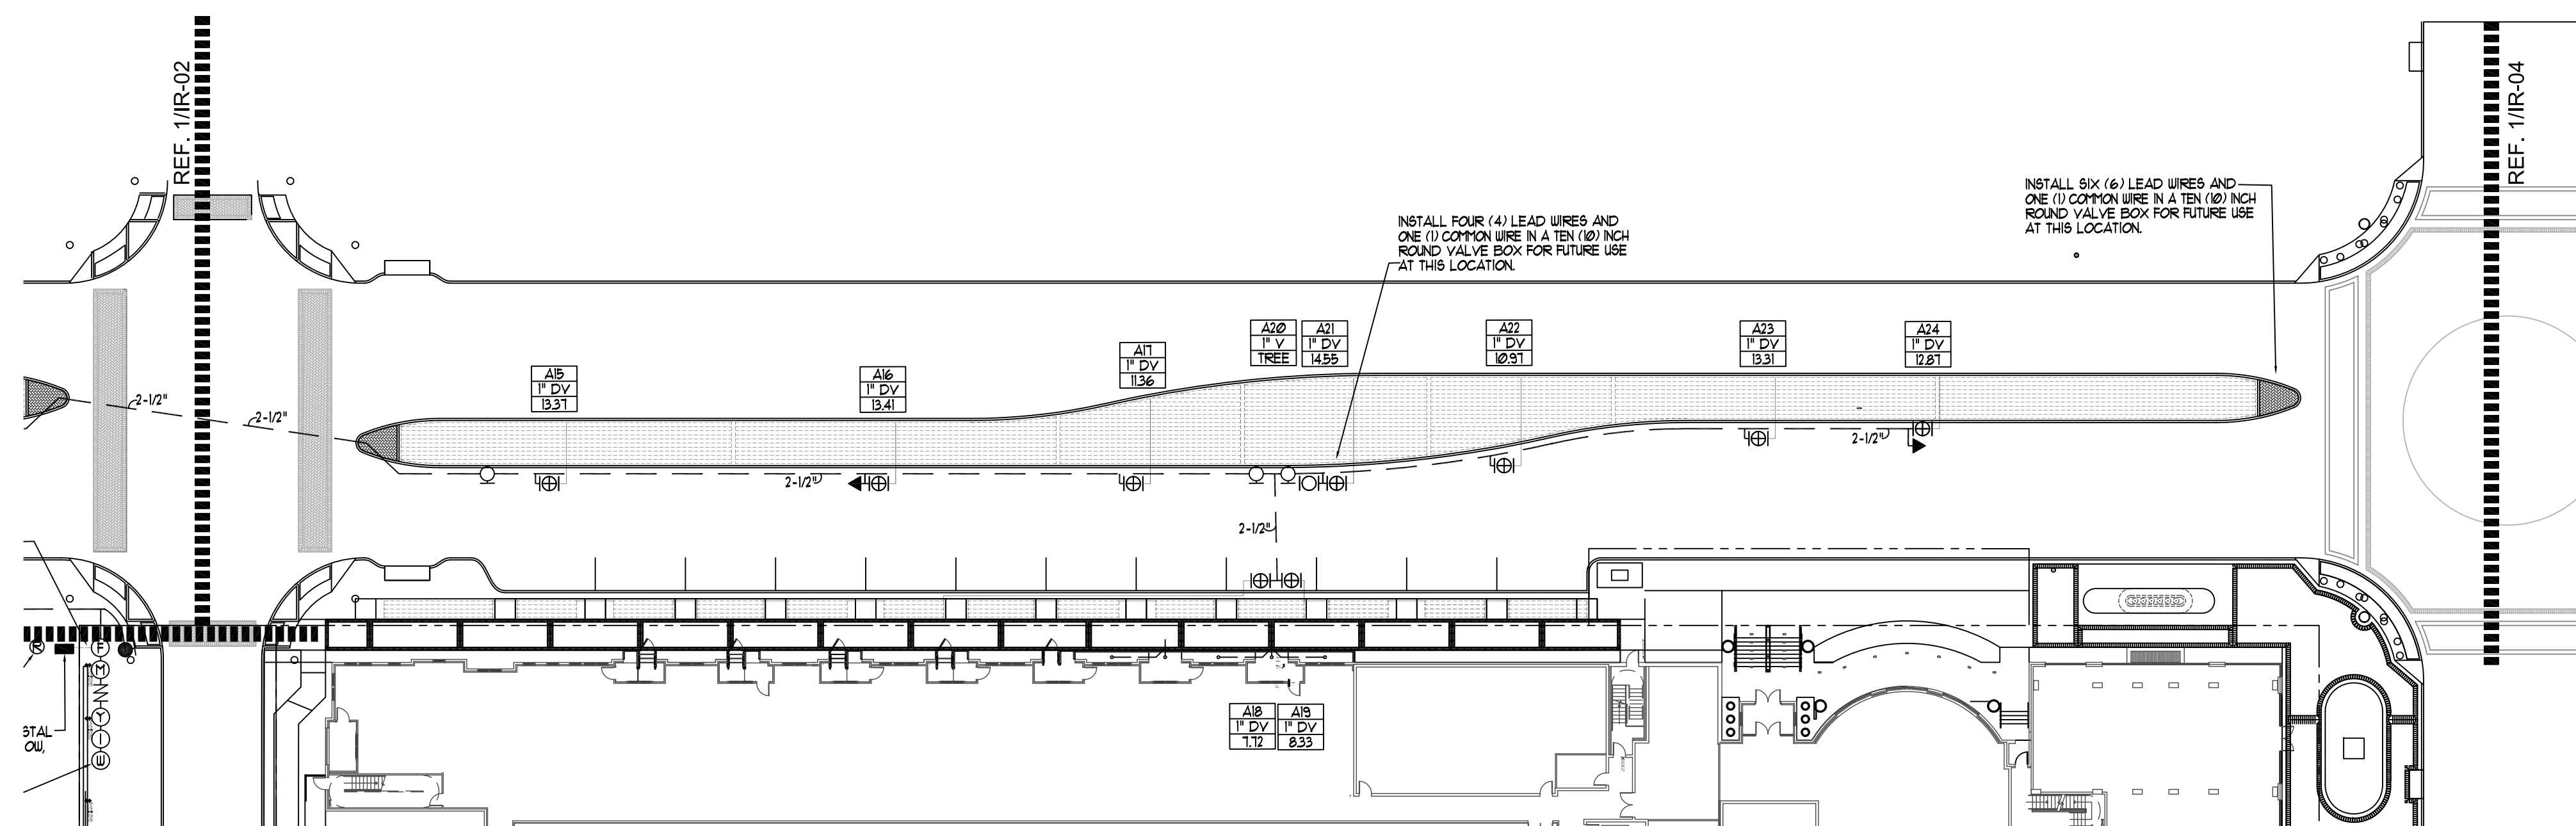 REF. 1/IR-02
REF. 1/IR-04
INSTALL SIX (6) LEAD WIRES AND
ONE (1) COMMON WIRE IN A TEN (10) INCH
ROUND VALVE BOX FOR FUTURE USE
AT THIS LOCATION.
INSTALL FOUR (4) LEAD WIRES AND
ONE (1) COMMON WIRE IN A TEN (10) INCH
ROUND VALVE BOX FOR FUTURE USE
AT THIS LOCATION.
A15
1" DV
13.37
A16
1" DV
13.41
A17
1" DV
11.36
A20
1" V
TREE
A21
1" DV
14.55
A22
1" DV
10.97
A23
1" DV
13.31
A24
1" DV
12.87
2-1/2"
2-1/2"
2-1/2"
2-1/2"
2-1/2"
R
F
M
Y
I
W
STAL
OW,
A18
1" DV
7.72
A19
1" DV
8.33